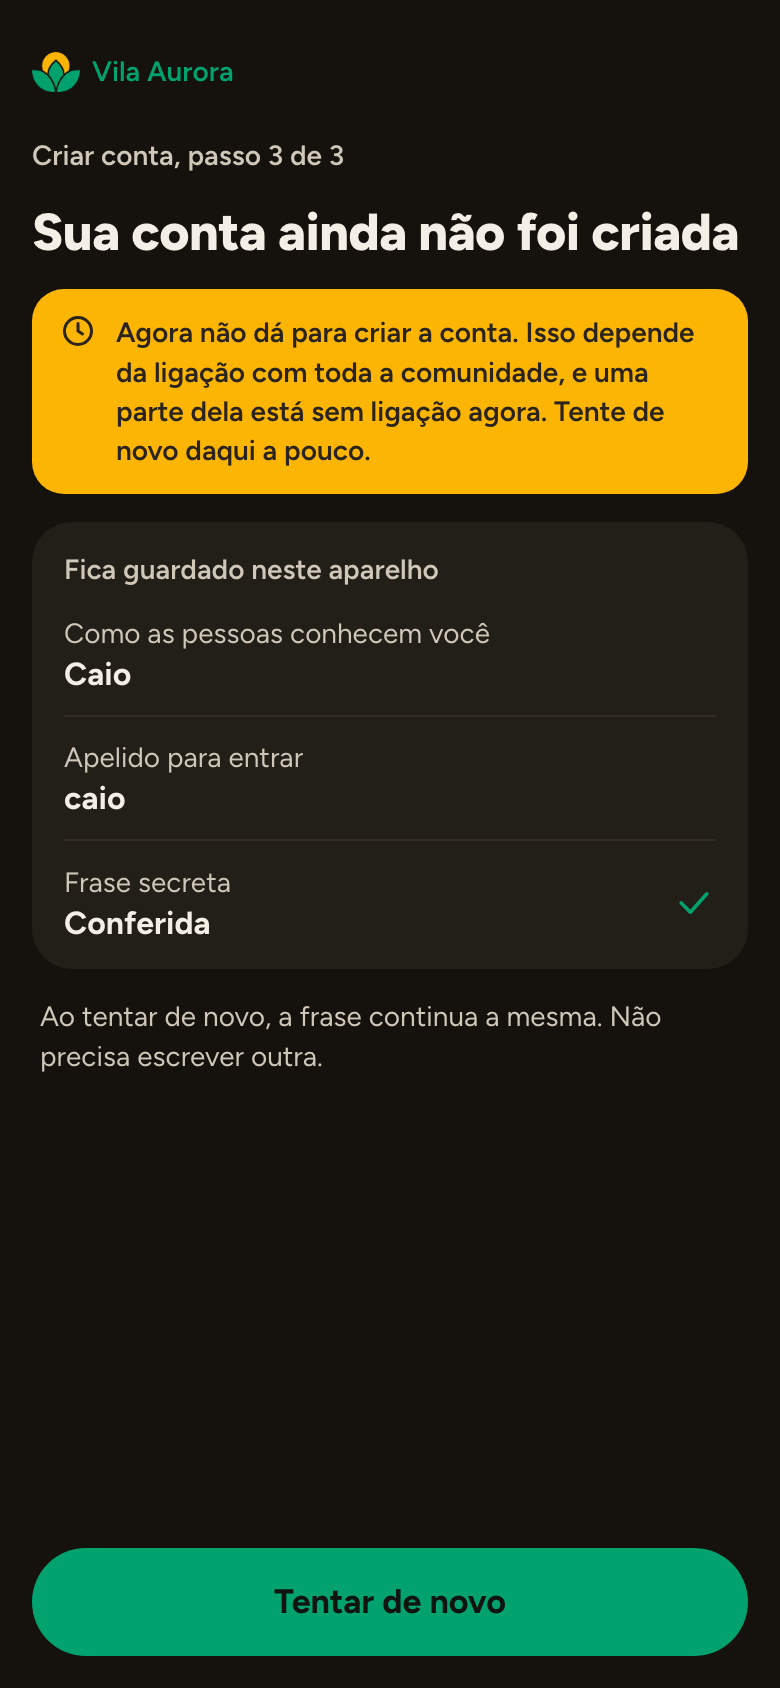 Vila Aurora
Criar conta, passo 3 de 3
Sua conta ainda não foi criada
Agora não dá para criar a conta. Isso depende
da ligação com toda a comunidade, e uma
parte dela está sem ligação agora. Tente de
novo daqui a pouco.
Fica guardado neste aparelho
Como as pessoas conhecem você
Caio
Apelido para entrar
caio
Frase secreta
Conferida
Ao tentar de novo, a frase continua a mesma. Não
precisa escrever outra.
Tentar de novo